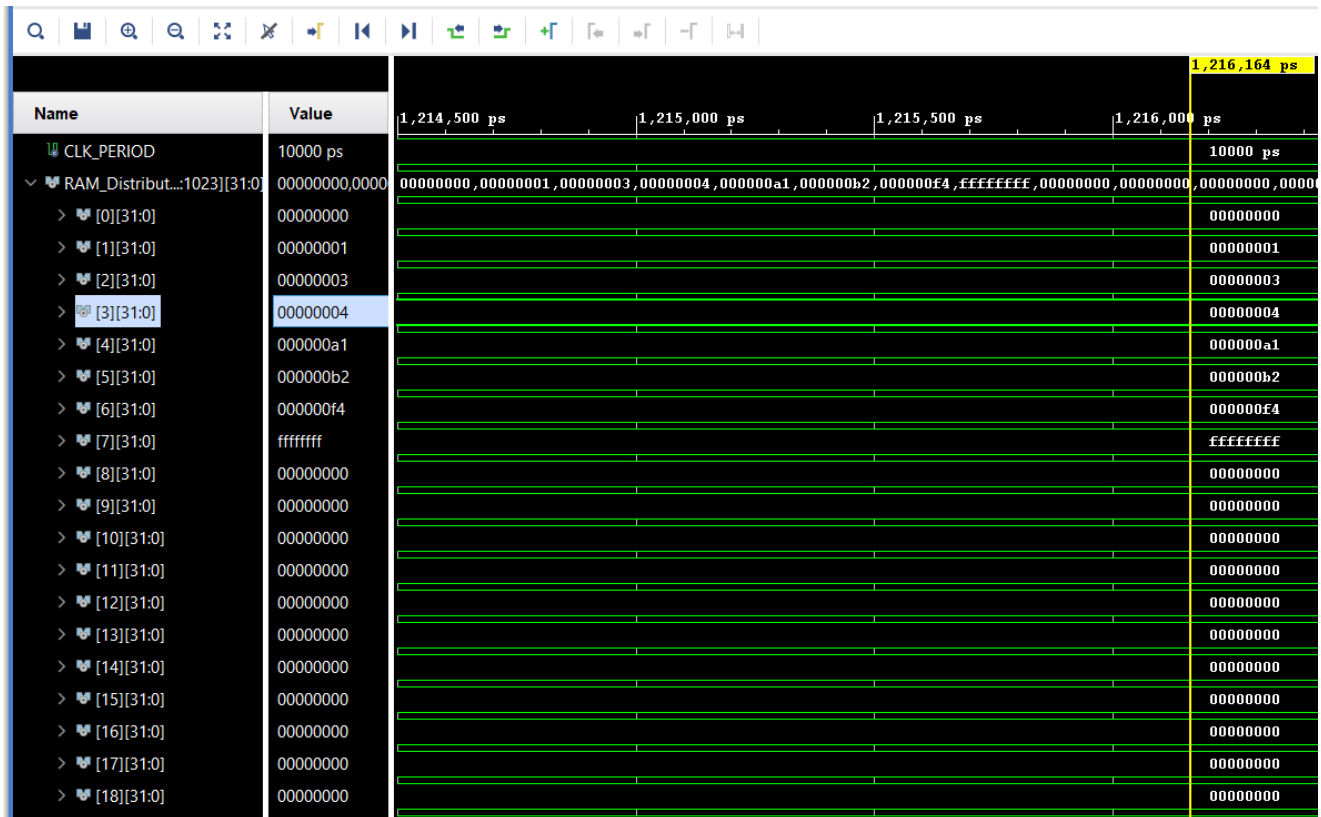 1,216,164 ps
Name Value 1,214,500 ps 1,215,000 ps 1,215,500 ps 1,216,000 ps
CLK_PERIOD 10000 ps 10000 ps
RAM_Distribut...:1023][31:0] 00000000,0000 00000000,00000001,00000003,00000004,000000a1,000000b2,000000f4,ffffffff,00000000,00000000,00000000,0000
[0][31:0] 00000000 00000000
[1][31:0] 00000001 00000001
[2][31:0] 00000003 00000003
[3][31:0] 00000004 00000004
[4][31:0] 000000a1 000000a1
[5][31:0] 000000b2 000000b2
[6][31:0] 000000f4 000000f4
[7][31:0] ffffffff ffffffff
[8][31:0] 00000000 00000000
[9][31:0] 00000000 00000000
[10][31:0] 00000000 00000000
[11][31:0] 00000000 00000000
[12][31:0] 00000000 00000000
[13][31:0] 00000000 00000000
[14][31:0] 00000000 00000000
[15][31:0] 00000000 00000000
[16][31:0] 00000000 00000000
[17][31:0] 00000000 00000000
[18][31:0] 00000000 00000000